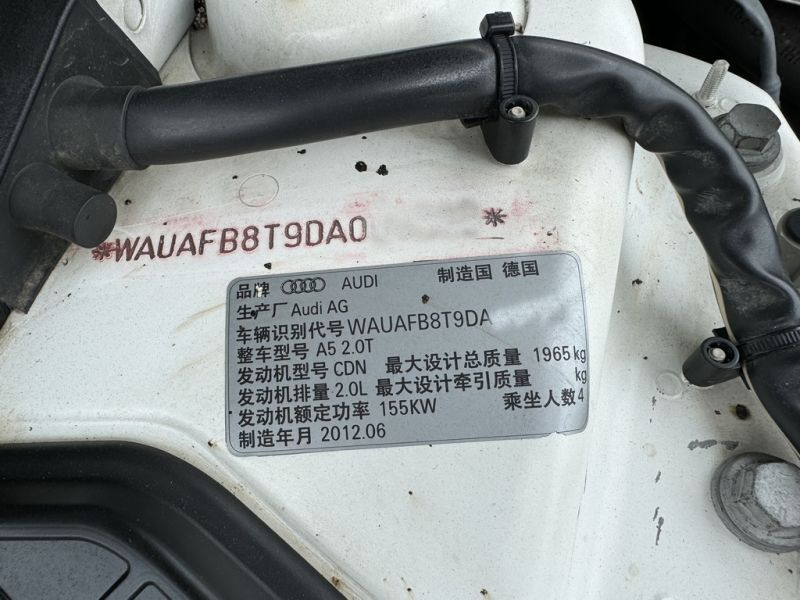 *WAUAFB8T9DA0 *
品牌 AUDI 制造国 德国
生产厂 Audi AG
车辆识别代号 WAUAFB8T9DA
整车型号 A5 2.0T
发动机型号 CDN 最大设计总质量 1965 kg
发动机排量 2.0L 最大设计牵引质量 kg
发动机额定功率 155KW 乘坐人数 4
制造年月 2012.06